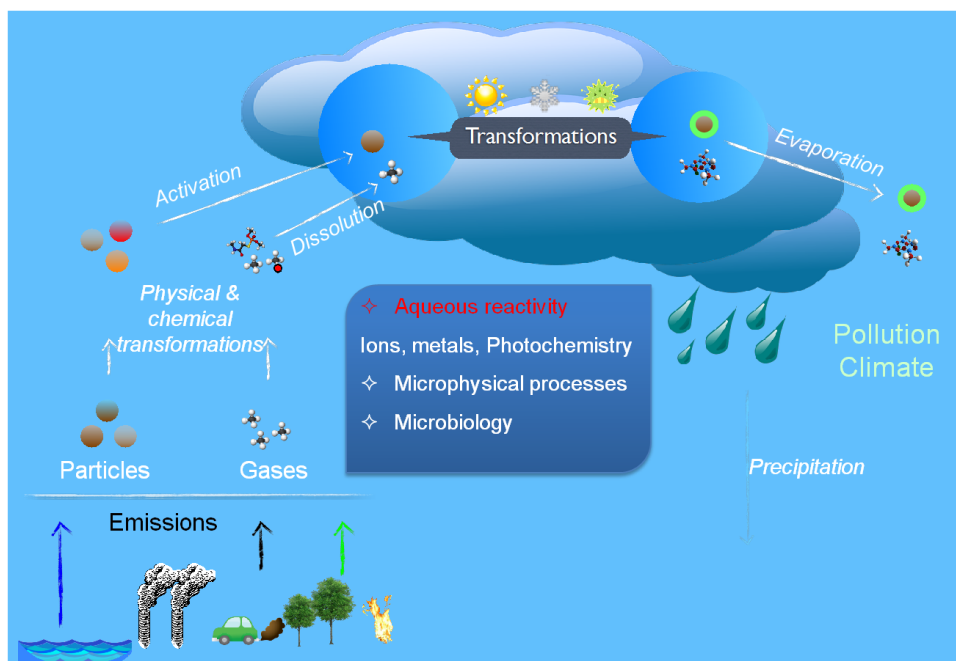 Transformations
Activation
Dissolution
Evaporation
Physical &
chemical
transformations
✧ Aqueous reactivity
Ions, metals, Photochemistry
✧ Microphysical processes
✧ Microbiology
Pollution
Climate
Particles
Gases
Precipitation
Emissions